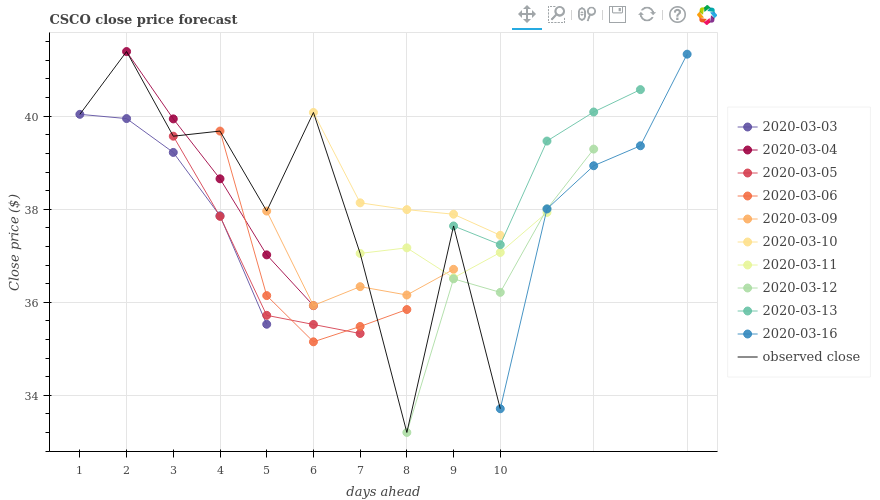 CSCO close price forecast
Close price ($)
40
38
36
34
1 2 3 4 5 6 7 8 9 10
days ahead
2020-03-03
2020-03-04
2020-03-05
2020-03-06
2020-03-09
2020-03-10
2020-03-11
2020-03-12
2020-03-13
2020-03-16
observed close